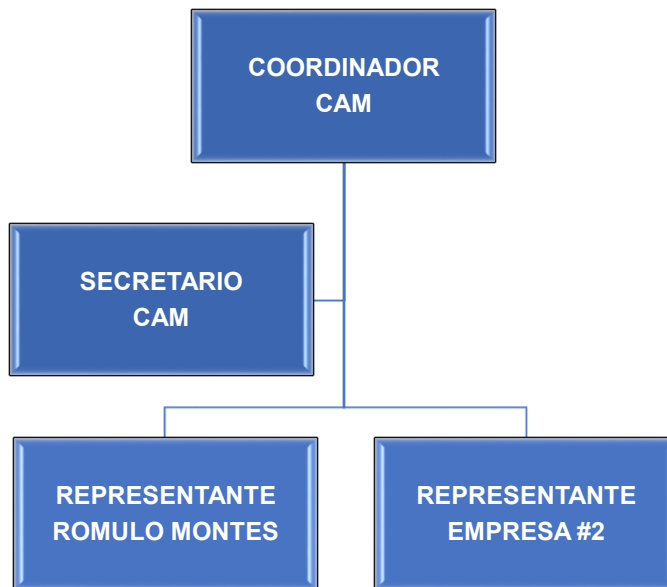 COORDINADOR
CAM
SECRETARIO
CAM
REPRESENTANTE
ROMULO MONTES
REPRESENTANTE
EMPRESA #2